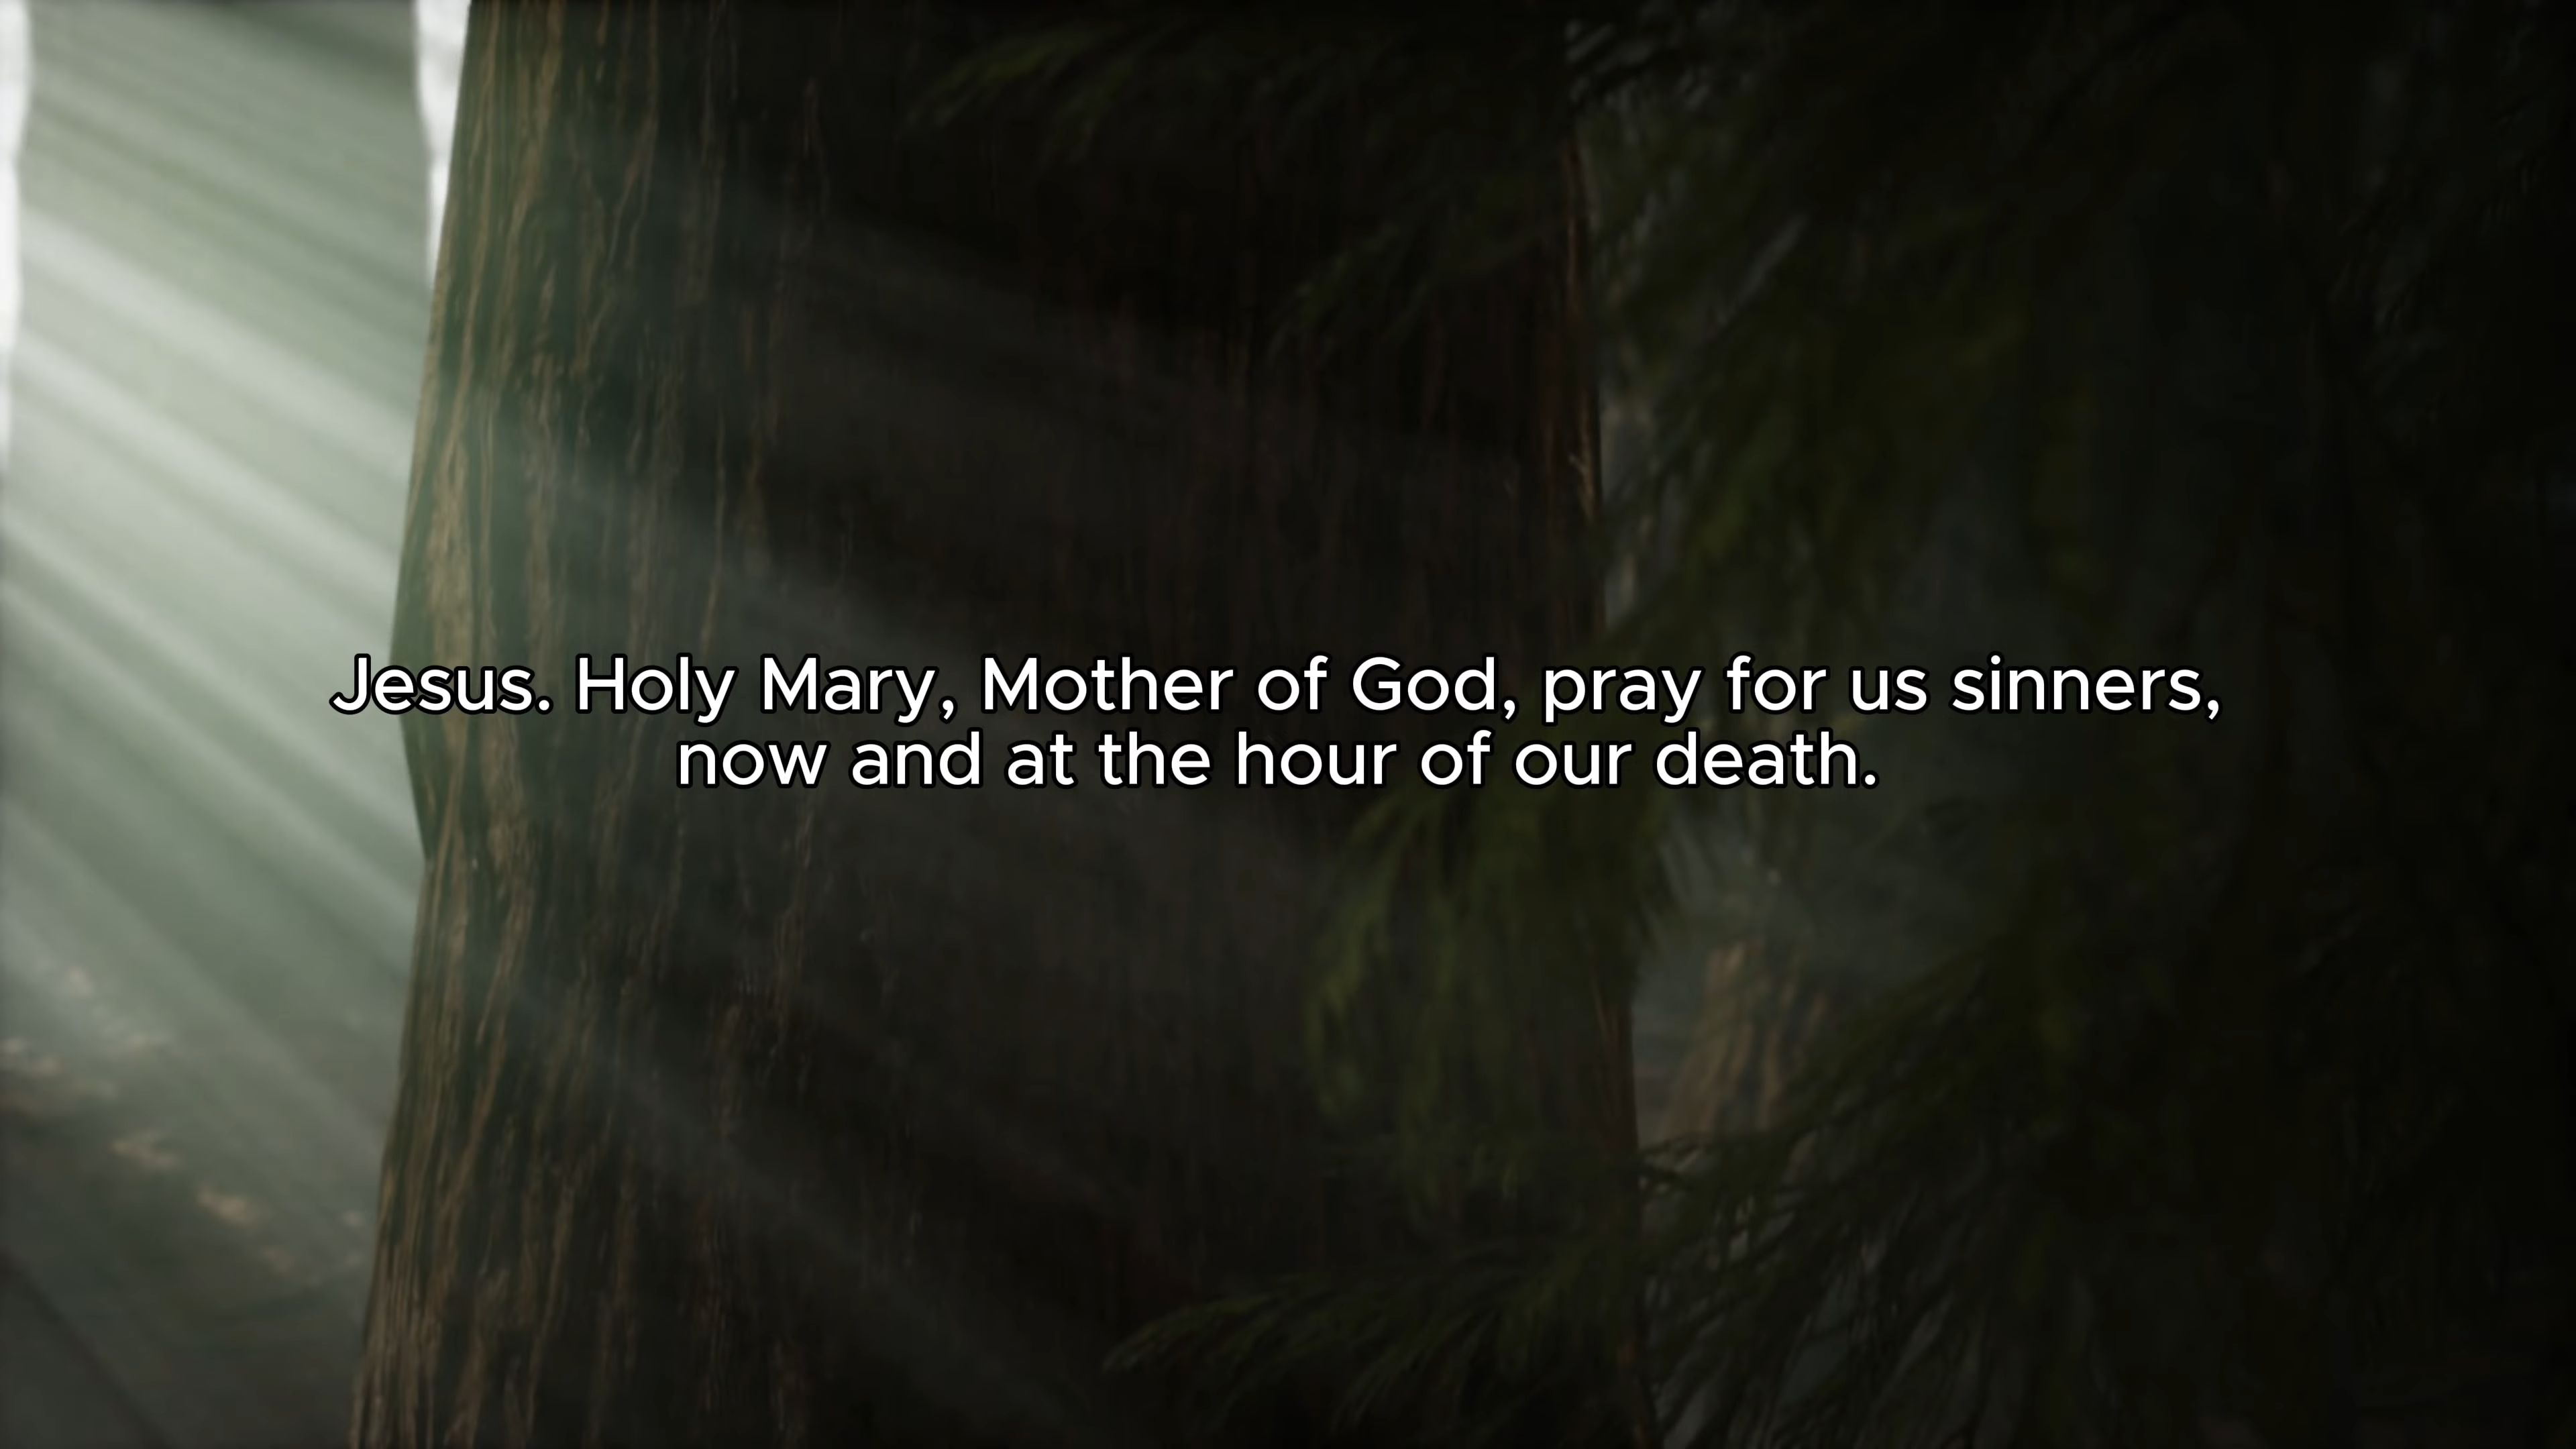 Jesus. Holy Mary, Mother of God, pray for us sinners,
now and at the hour of our death.